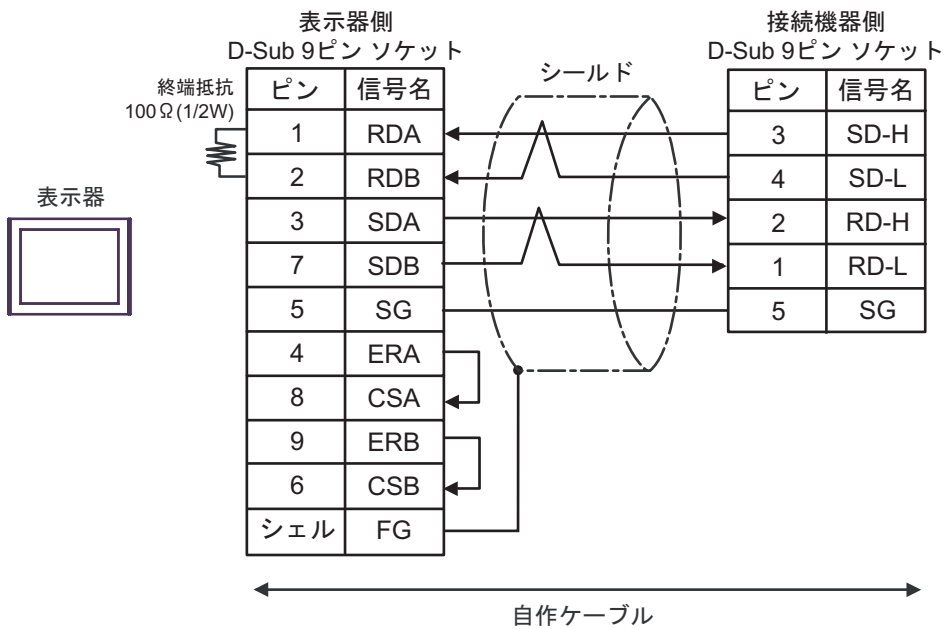 表示器側
D-Sub 9ピン ソケット
接続機器側
D-Sub 9ピン ソケット
終端抵抗
100Ω(1/2W)
シールド
表示器
ピン 信号名
1 RDA
2 RDB
3 SDA
7 SDB
5 SG
4 ERA
8 CSA
9 ERB
6 CSB
シェル FG
ピン 信号名
3 SD-H
4 SD-L
2 RD-H
1 RD-L
5 SG
自作ケーブル